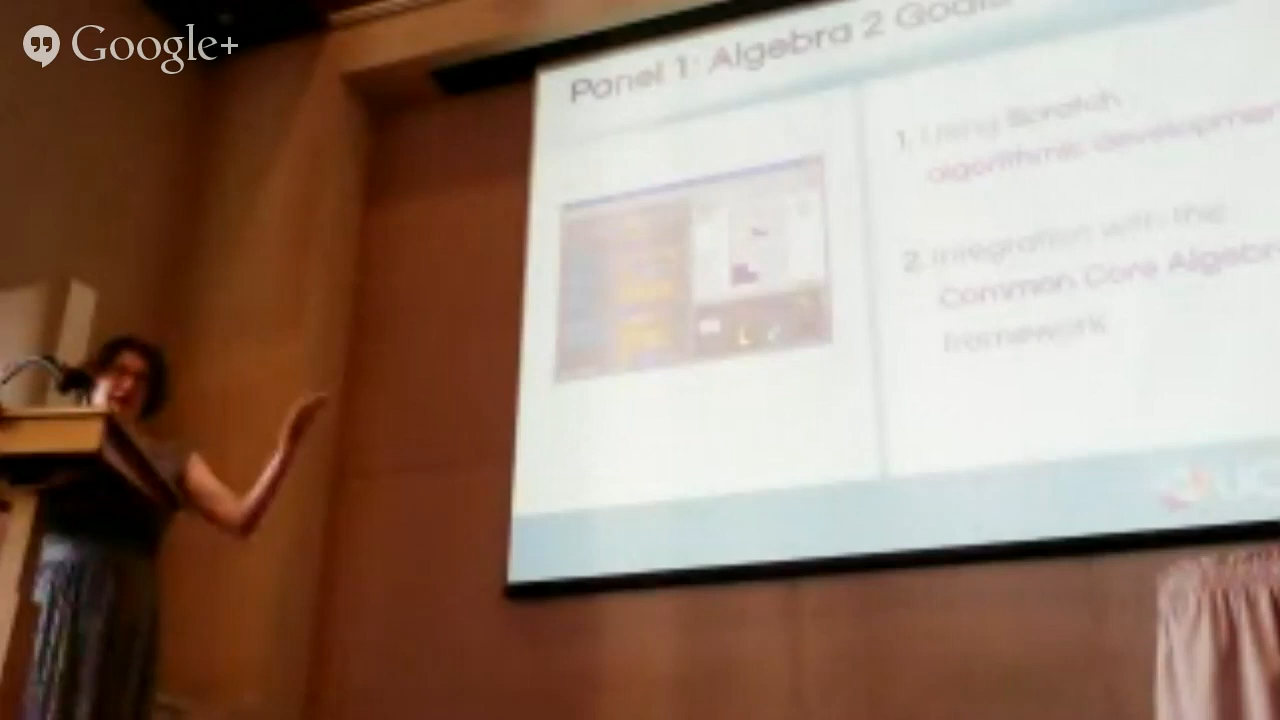 Google+
Panel 1: Algebra 2 Goals
1. Using Scratch
algorithmic development
2. Integration with the
Common Core Algebra
framework